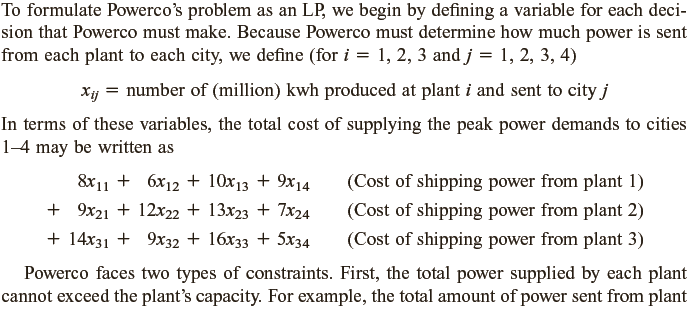 To formulate Powerco's problem as an LP, we begin by defining a variable for each deci-
sion that Powerco must make. Because Powerco must determine how much power is sent
from each plant to each city, we define (for i = 1, 2, 3 and j = 1, 2, 3, 4)
xij = number of (million) kwh produced at plant i and sent to city j
In terms of these variables, the total cost of supplying the peak power demands to cities
1–4 may be written as
8x11 + 6x12 + 10x13 + 9x14 (Cost of shipping power from plant 1)
+ 9x21 + 12x22 + 13x23 + 7x24 (Cost of shipping power from plant 2)
+ 14x31 + 9x32 + 16x33 + 5x34 (Cost of shipping power from plant 3)
Powerco faces two types of constraints. First, the total power supplied by each plant
cannot exceed the plant's capacity. For example, the total amount of power sent from plant